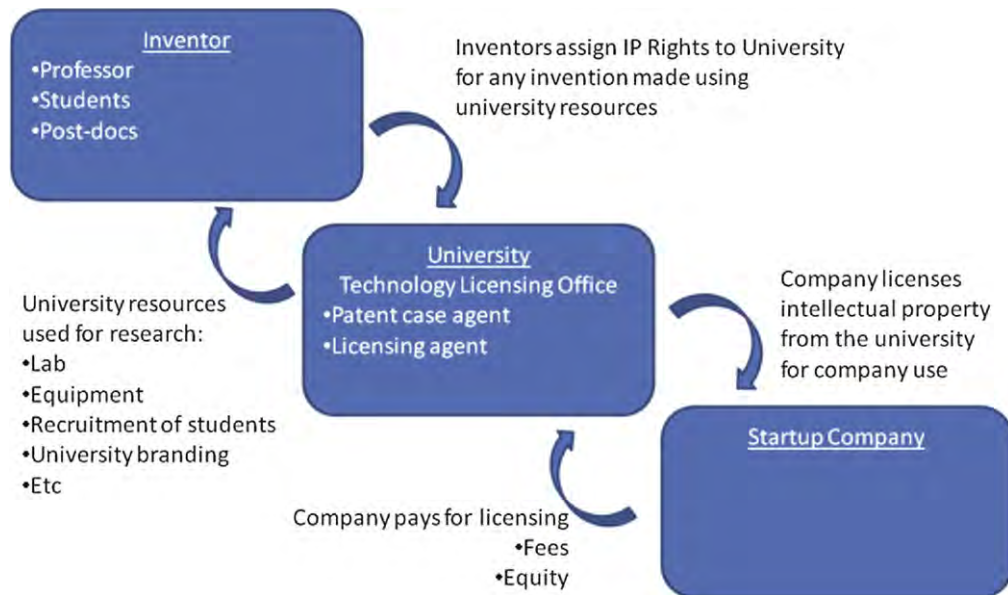 Inventor
•Professor
•Students
•Post-docs
Inventors assign IP Rights to University
for any invention made using
university resources
University
Technology Licensing Office
•Patent case agent
•Licensing agent
University resources
used for research:
•Lab
•Equipment
•Recruitment of students
•University branding
•Etc
Company licenses
intellectual property
from the university
for company use
Startup Company
Company pays for licensing
•Fees
•Equity